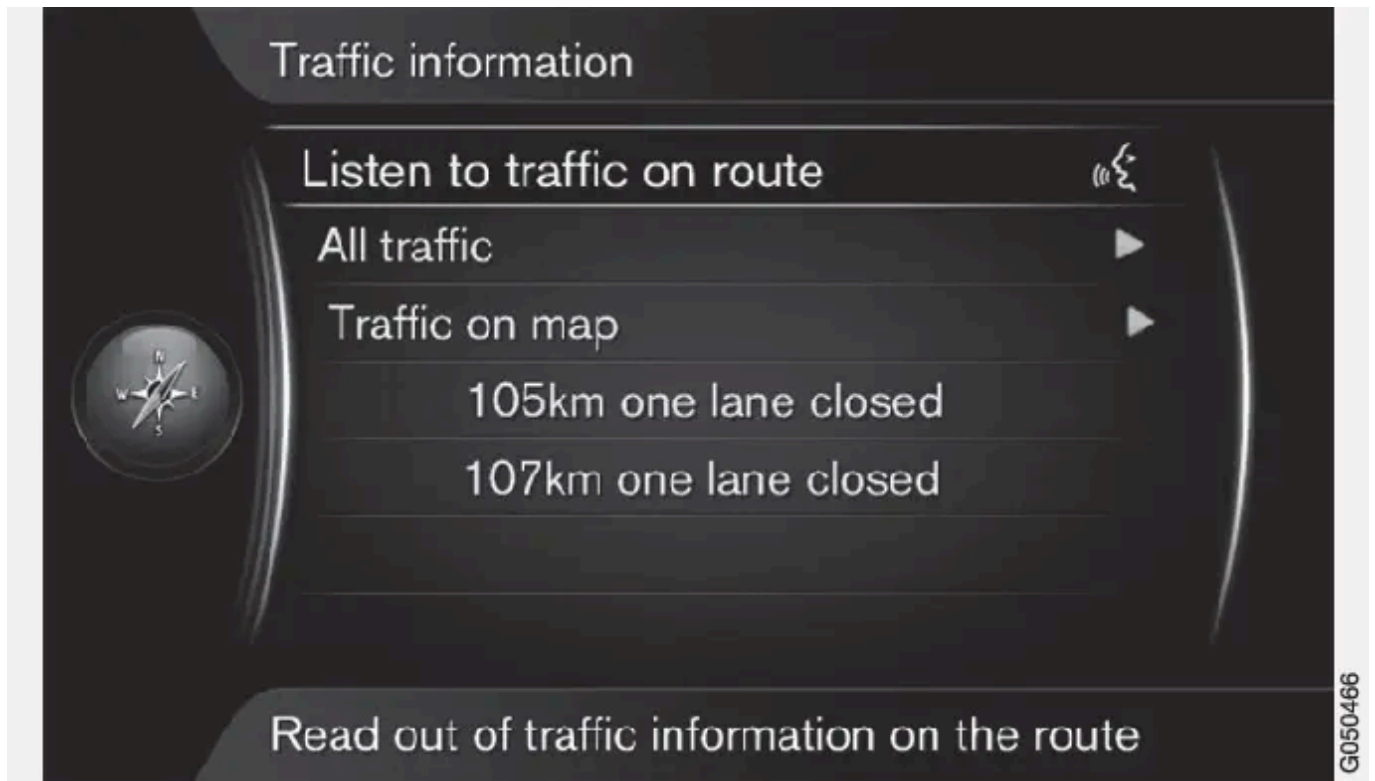 Traffic information
Listen to traffic on route
All traffic
Traffic on map
N
W E
S
105km one lane closed
107km one lane closed
Read out of traffic information on the route
G050466